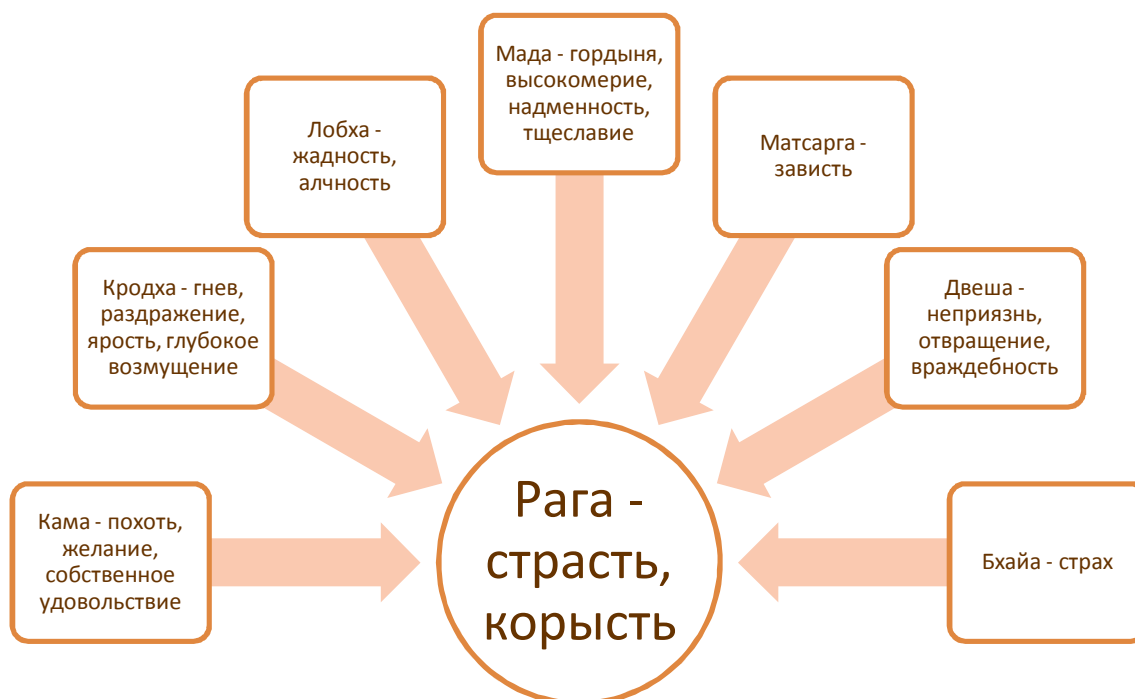 Мада - гордыня,
высокомерие,
надменность,
тщеславие
Лобха -
жадность,
алчность
Матсарга -
зависть
Кродха - гнев,
раздражение,
ярость, глубокое
возмущение
Двеша -
неприязнь,
отвращение,
враждебность
Кама - похоть,
желание,
собственное
удовольствие
Рага -
страсть,
корысть
Бхайа - страх